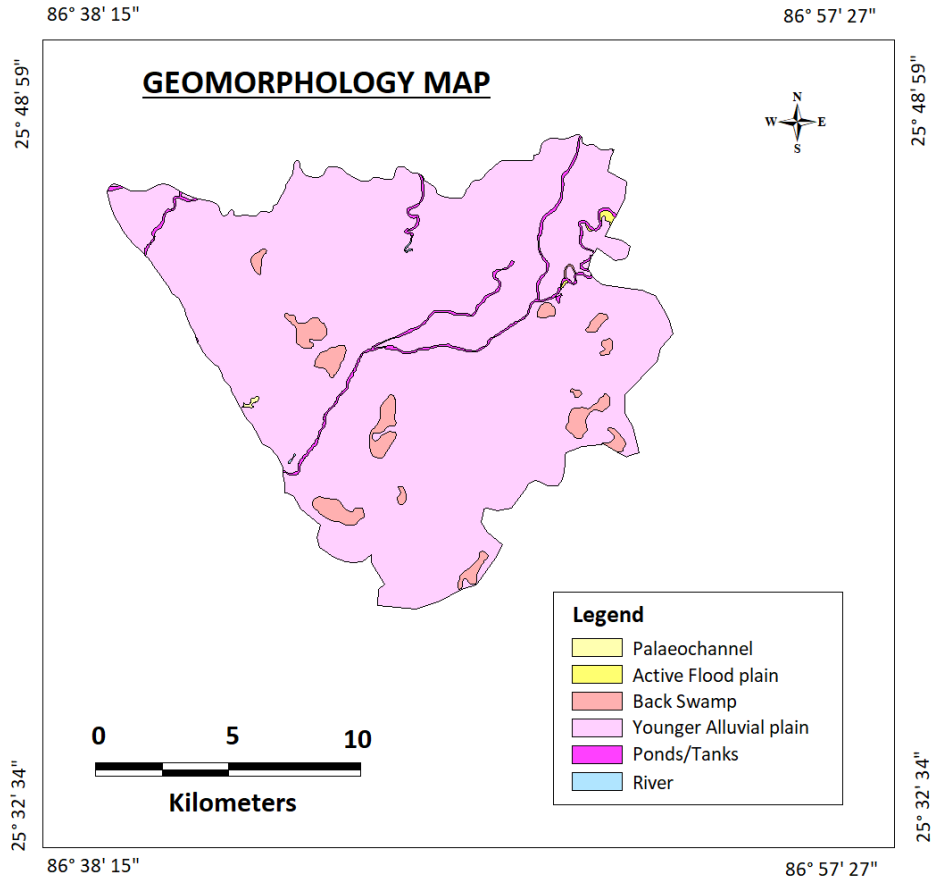 86° 38' 15"
86° 57' 27"
25° 48' 59"
25° 48' 59"
GEOMORPHOLOGY MAP
N
W E
S
Legend
Palaeochannel
Active Flood plain
Back Swamp
Younger Alluvial plain
Ponds/Tanks
River
0 5 10
Kilometers
25° 32' 34"
25° 32' 34"
86° 38' 15"
86° 57' 27"